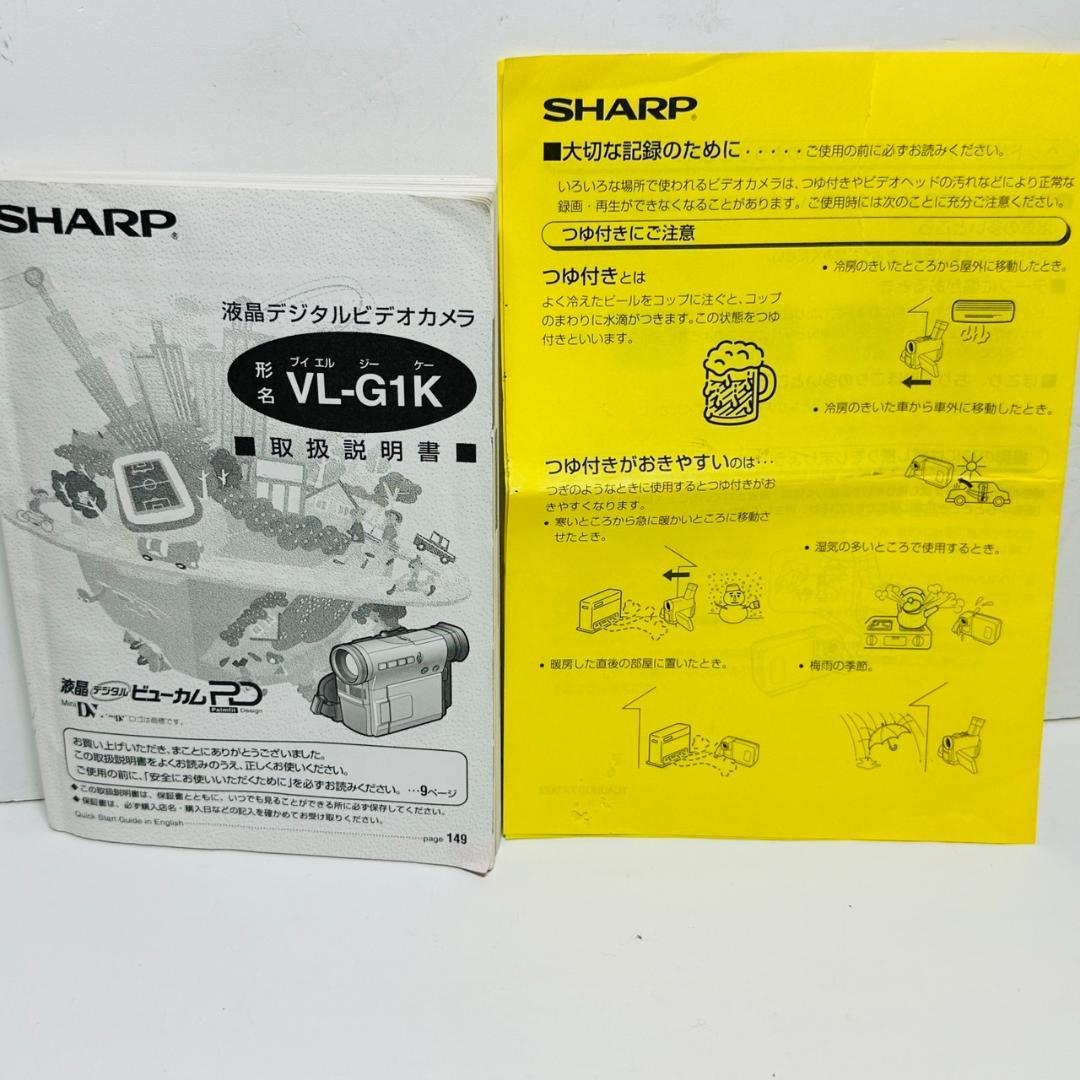 SHARP®
液晶デジタルビデオカメラ
ブイ エル ジー ケー
形名 VL-G1K
■取扱説明書■
液晶デジタルビューカム PD
Palmfit Design
Mini DV ロゴは商標です。
お買い上げいただき、まことにありがとうございました。
この取扱説明書をよくお読みのうえ、正しくお使いください。
ご使用の前に、「安全にお使いいただくために」を必ずお読みください。…9ページ
◆この取扱説明書は、保証書とともに、いつでも見ることができる所に必ず保存してください。
◆保証書は、必ず購入店名・購入日などの記入を確かめてお受け取りください。
Quick Start Guide in English ...... page 149
SHARP®
■大切な記録のために・・・・・ご使用の前に必ずお読みください。
いろいろな場所で使われるビデオカメラは、つゆ付きやビデオヘッドの汚れなどにより正常な
録画・再生ができなくなることがあります。ご使用時には次のことに充分ご注意ください。
つゆ付きにご注意
つゆ付きとは
よく冷えたビールをコップに注ぐと、コップ
のまわりに水滴がつきます。この状態をつゆ
付きといいます。
つゆ付きがおきやすいのは…
つぎのようなときに使用するとつゆ付きがお
きやすくなります。
• 寒いところから急に暖かいところに移動さ
せたとき。
• 暖房した直後の部屋に置いたとき。
• 冷房のきいたところから屋外に移動したとき。
• 冷房のきいた車から車外に移動したとき。
• 湿気の多いところで使用するとき。
• 梅雨の季節。